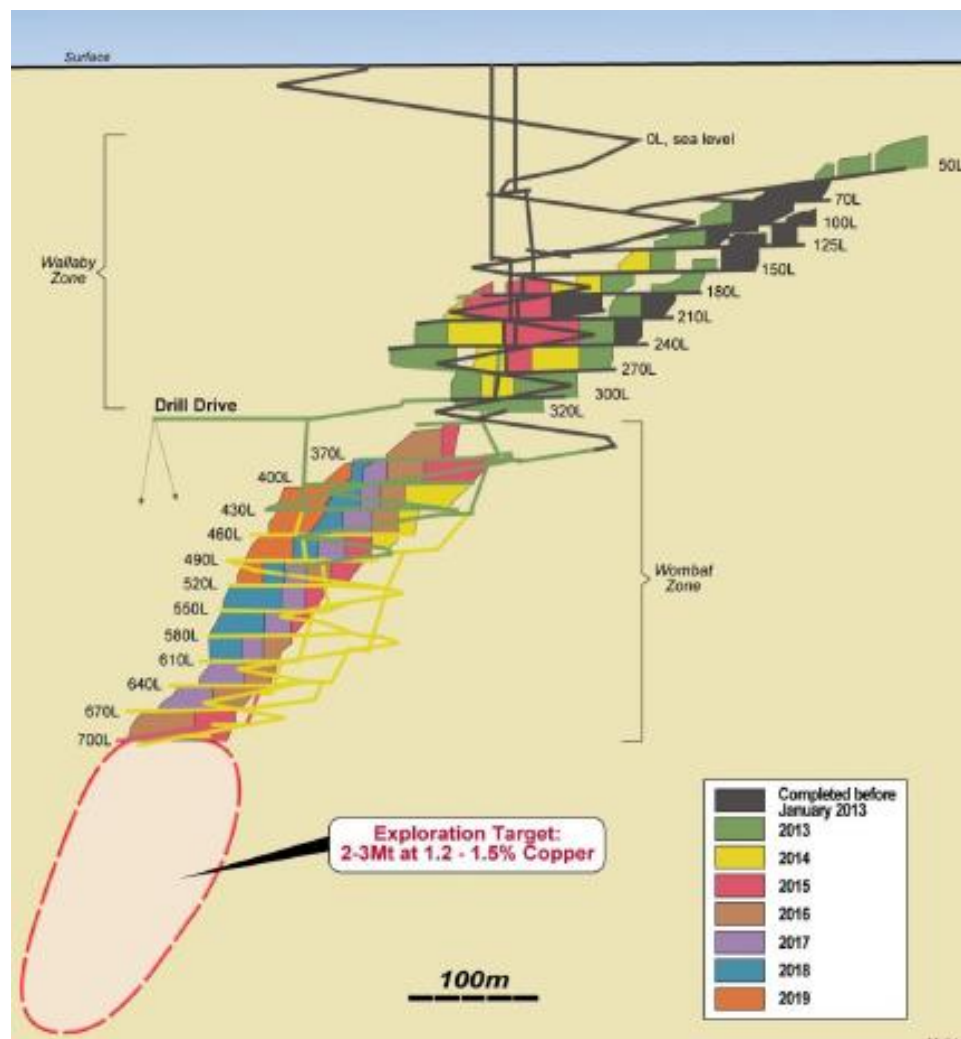 Surface
0L, sea level
50L
70L
100L
125L
150L
180L
210L
240L
270L
300L
320L
Wallaby
Zone
Drill Drive
370L
400L
430L
460L
490L
520L
550L
580L
610L
640L
670L
700L
Wombat
Zone
Exploration Target:
2-3Mt at 1.2 - 1.5% Copper
100m
Completed before
January 2013
2013
2014
2015
2016
2017
2018
2019